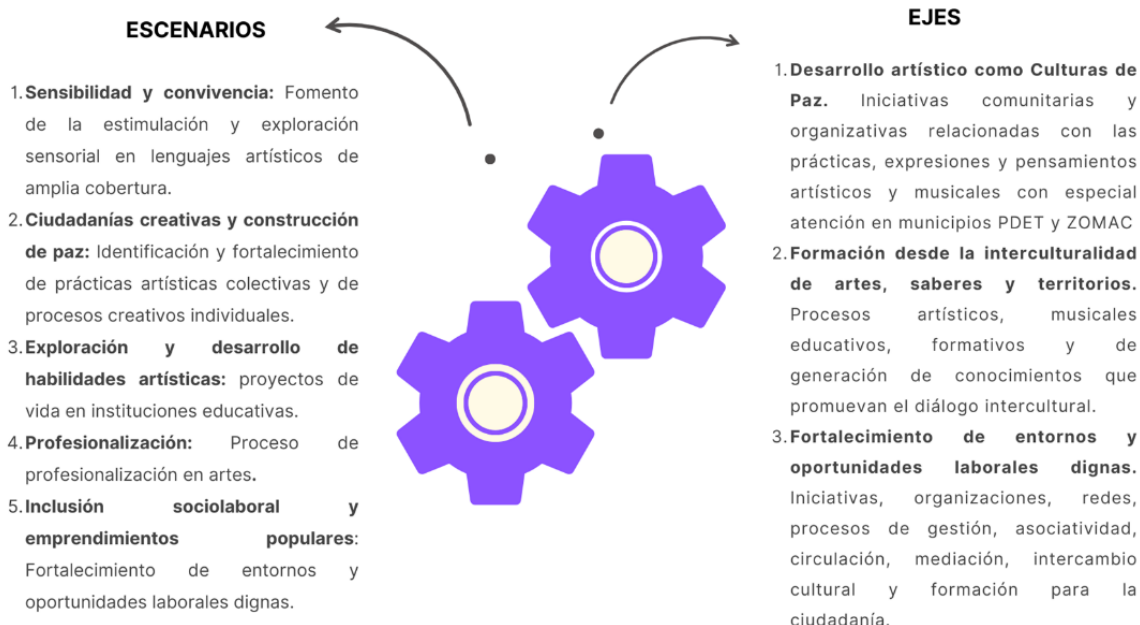 ESCENARIOS
1. Sensibilidad y convivencia: Fomento
de la estimulación y exploración
sensorial en lenguajes artísticos de
amplia cobertura.
2. Ciudadanías creativas y construcción
de paz: Identificación y fortalecimiento
de prácticas artísticas colectivas y de
procesos creativos individuales.
3. Exploración y desarrollo de
habilidades artísticas: proyectos de
vida en instituciones educativas.
4. Profesionalización: Proceso de
profesionalización en artes.
5. Inclusión sociolaboral y
emprendimientos populares:
Fortalecimiento de entornos y
oportunidades laborales dignas.
EJES
1. Desarrollo artístico como Culturas de
Paz. Iniciativas comunitarias y
organizativas relacionadas con las
prácticas, expresiones y pensamientos
artísticos y musicales con especial
atención en municipios PDET y ZOMAC
2. Formación desde la interculturalidad
de artes, saberes y territorios.
Procesos artísticos, musicales
educativos, formativos y de
generación de conocimientos que
promuevan el diálogo intercultural.
3. Fortalecimiento de entornos y
oportunidades laborales dignas.
Iniciativas, organizaciones, redes,
procesos de gestión, asociatividad,
circulación, mediación, intercambio
cultural y formación para la
ciudadanía.